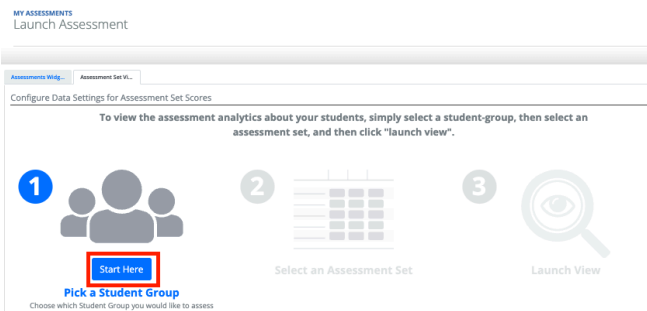 MY ASSESSMENTS
Launch Assessment
Assessments Widg... Assessment Set Vi...
Configure Data Settings for Assessment Set Scores
To view the assessment analytics about your students, simply select a student-group, then select an
assessment set, and then click "launch view".
1 2 3
Start Here
Select an Assessment Set Launch View
Pick a Student Group
Choose which Student Group you would like to assess